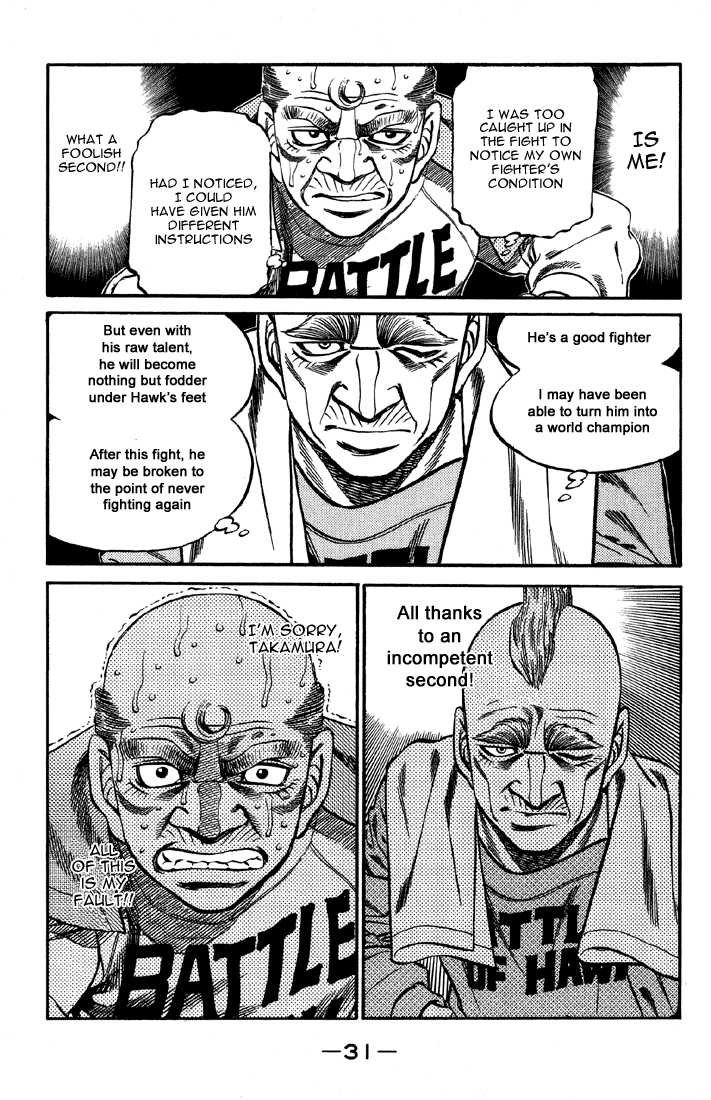 IS
ME!
I WAS TOO
CAUGHT UP IN
THE FIGHT TO
NOTICE MY OWN
FIGHTER'S
CONDITION
HAD I NOTICED,
I COULD
HAVE GIVEN HIM
DIFFERENT
INSTRUCTIONS
WHAT A
FOOLISH
SECOND!!
BATTLE
He's a good fighter
I may have been
able to turn him into
a world champion
But even with
his raw talent,
he will become
nothing but fodder
under Hawk's feet
After this fight, he
may be broken to
the point of never
fighting again
All thanks
to an
incompetent
second!
BATTLE
OF HAWK
I'M SORRY,
TAKAMURA!
ALL
OF THIS
IS MY
FAULT!!
BATTLE
—31—